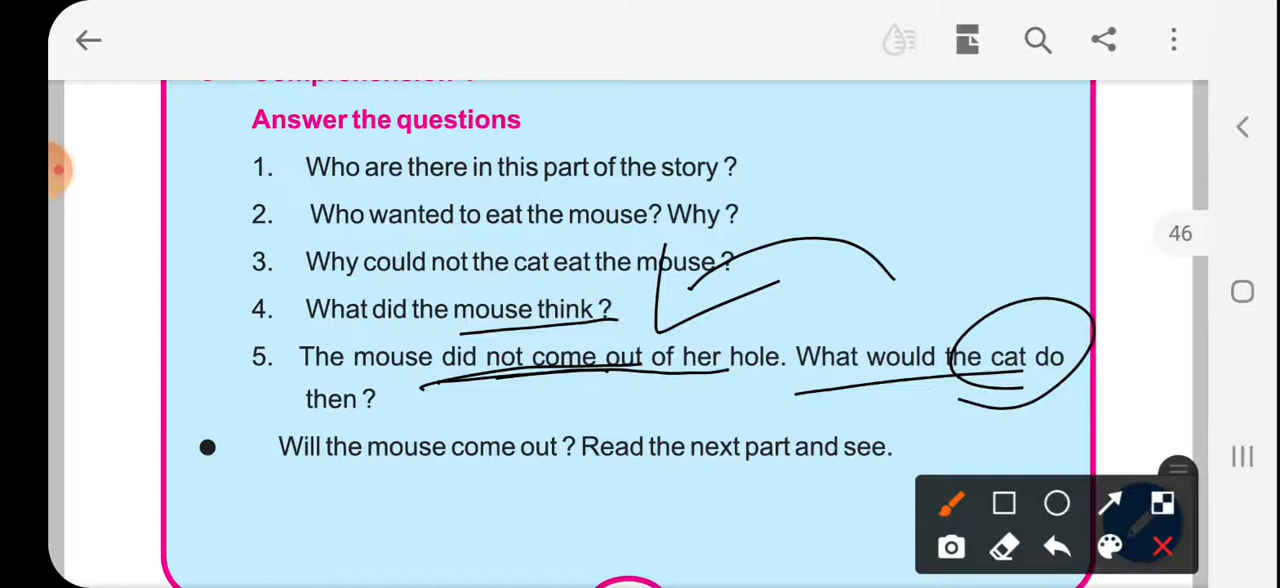 Comprehension
Answer the questions
1. Who are there in this part of the story ?
2. Who wanted to eat the mouse? Why ?
3. Why could not the cat eat the mouse ?
4. What did the mouse think ?
46
5. The mouse did not come out of her hole. What would the cat do
then ?
● Will the mouse come out ? Read the next part and see.